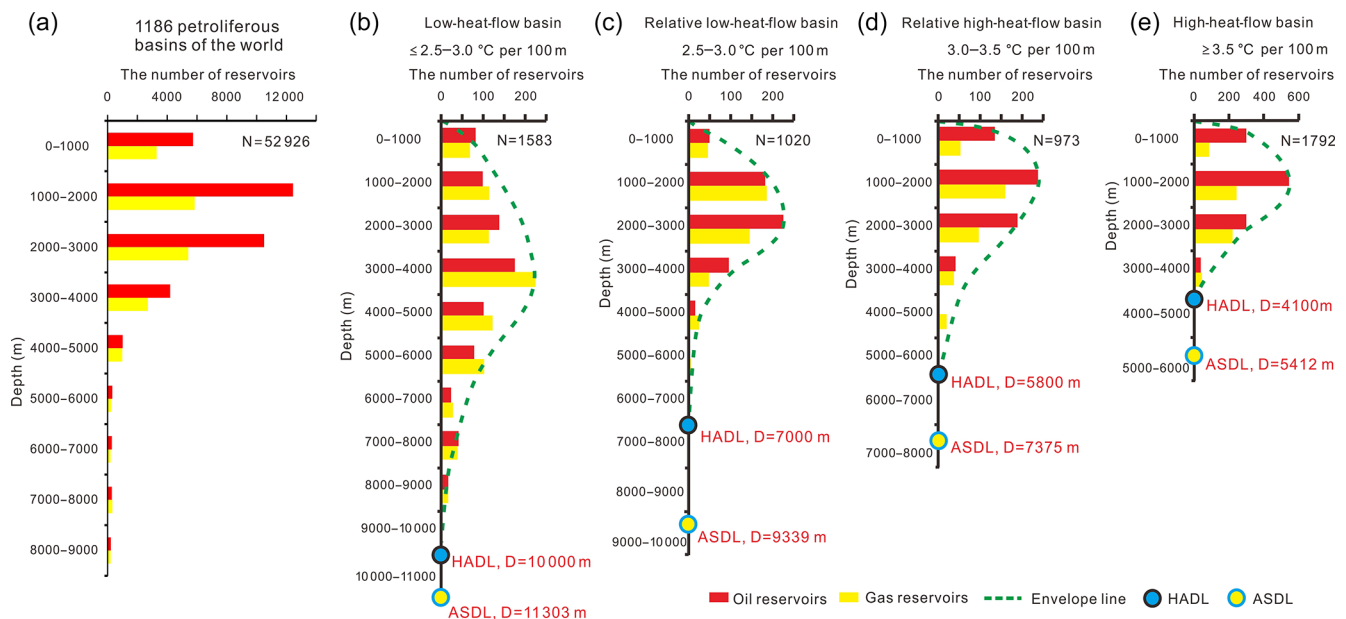 (a)
1186 petroliferous
basins of the world
The number of reservoirs
0 4000 8000 12 000
N=52 926
Depth (m)
0–1000
1000–2000
2000–3000
3000–4000
4000–5000
5000–6000
6000–7000
7000–8000
8000–9000
(b)
Low-heat-flow basin
≤ 2.5–3.0 °C per 100 m
The number of reservoirs
0 100 200
N=1583
Depth (m)
0–1000
1000–2000
2000–3000
3000–4000
4000–5000
5000–6000
6000–7000
7000–8000
8000–9000
9000–10 000
HADL, D=10 000 m
10 000–11000
ASDL, D=11303 m
(c)
Relative low-heat-flow basin
2.5–3.0 °C per 100 m
The number of reservoirs
0 100 200
N=1020
Depth (m)
0–1000
1000–2000
2000–3000
3000–4000
4000–5000
5000–6000
6000–7000
HADL, D=7000 m
7000–8000
8000–9000
ASDL, D=9339 m
9000–10 000
(d)
Relative high-heat-flow basin
3.0–3.5 °C per 100 m
The number of reservoirs
0 100 200
N=973
Depth (m)
0–1000
1000–2000
2000–3000
3000–4000
4000–5000
5000–6000
HADL, D=5800 m
6000–7000
ASDL, D=7375 m
7000–8000
(e)
High-heat-flow basin
≥ 3.5 °C per 100 m
The number of reservoirs
0 200 400 600
N=1792
Depth (m)
0–1000
1000–2000
2000–3000
3000–4000
HADL, D=4100m
4000–5000
ASDL, D=5412 m
5000–6000
Oil reservoirs Gas reservoirs Envelope line HADL ASDL